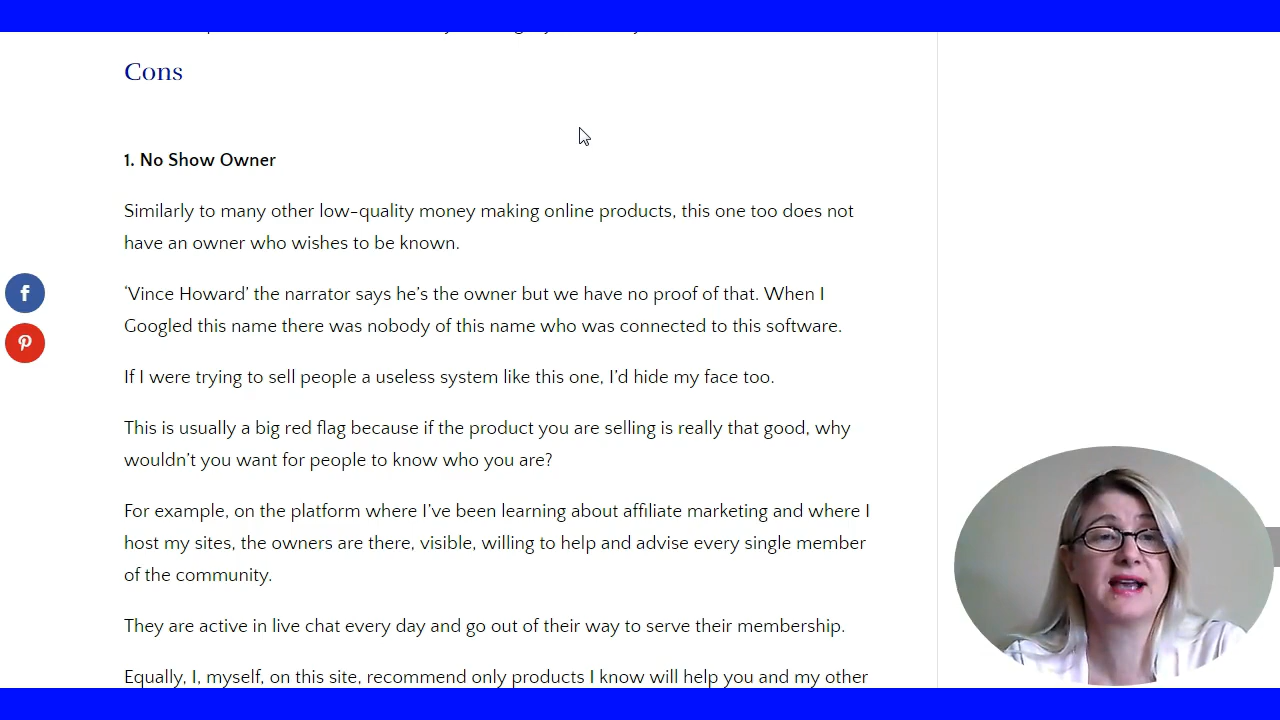 Cons
1. No Show Owner
Similarly to many other low-quality money making online products, this one too does not
have an owner who wishes to be known.
‘Vince Howard’ the narrator says he’s the owner but we have no proof of that. When I
Googled this name there was nobody of this name who was connected to this software.
If I were trying to sell people a useless system like this one, I’d hide my face too.
This is usually a big red flag because if the product you are selling is really that good, why
wouldn’t you want for people to know who you are?
For example, on the platform where I’ve been learning about affiliate marketing and where I
host my sites, the owners are there, visible, willing to help and advise every single member
of the community.
They are active in live chat every day and go out of their way to serve their membership.
Equally, I, myself, on this site, recommend only products I know will help you and my other